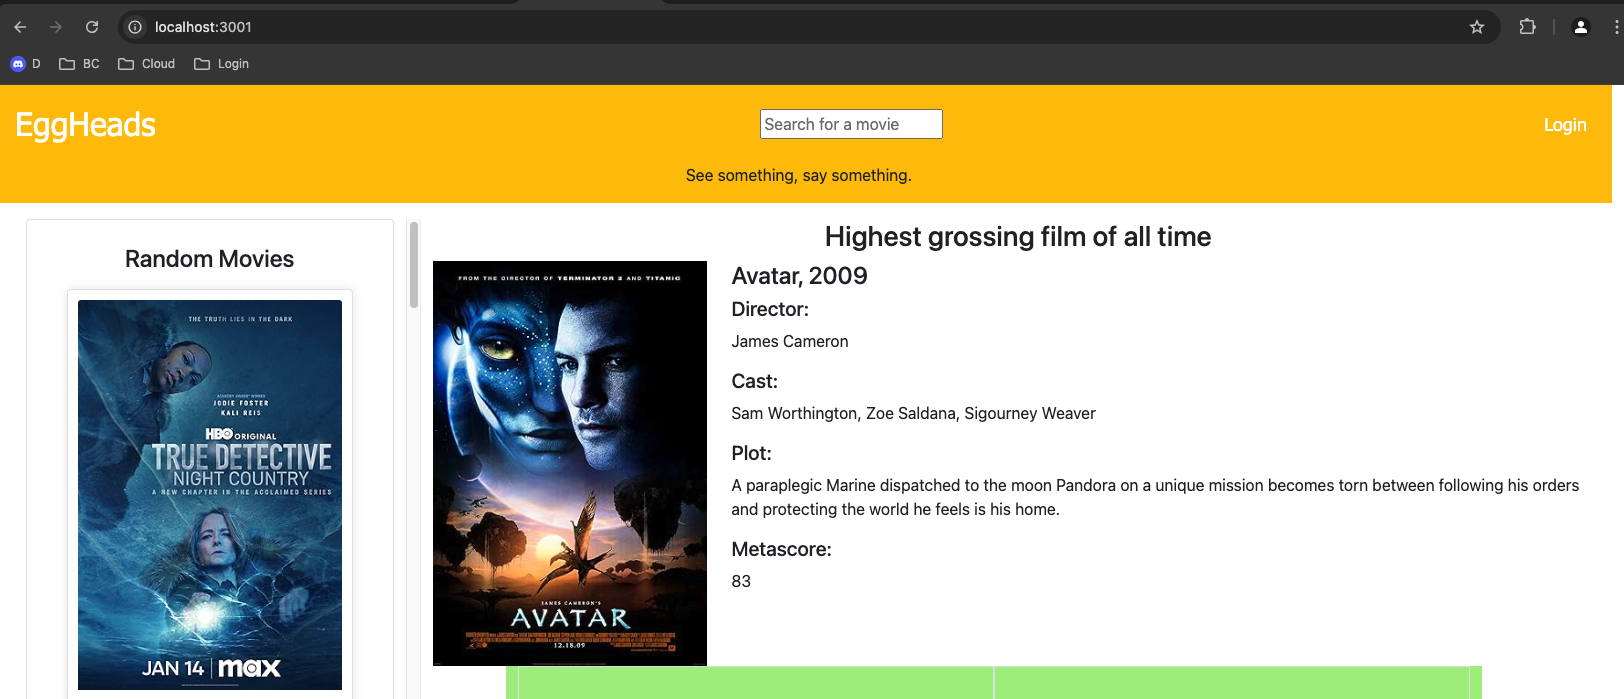 localhost:3001
D BC Cloud Login
EggHeads
Search for a movie
Login
See something, say something.
Random Movies
THE TRUTH LIES IN THE DARK
JODIE FOSTER
KALI REIS
HBO ORIGINAL
TRUE DETECTIVE
NIGHT COUNTRY
A NEW CHAPTER IN THE ACCLAIMED SERIES
JAN 14 | max
Highest grossing film of all time
FROM THE DIRECTOR OF TERMINATOR 2 AND TITANIC
JAMES CAMERON'S
AVATAR
12.18.09
Avatar, 2009
Director:
James Cameron
Cast:
Sam Worthington, Zoe Saldana, Sigourney Weaver
Plot:
A paraplegic Marine dispatched to the moon Pandora on a unique mission becomes torn between following his orders
and protecting the world he feels is his home.
Metascore:
83